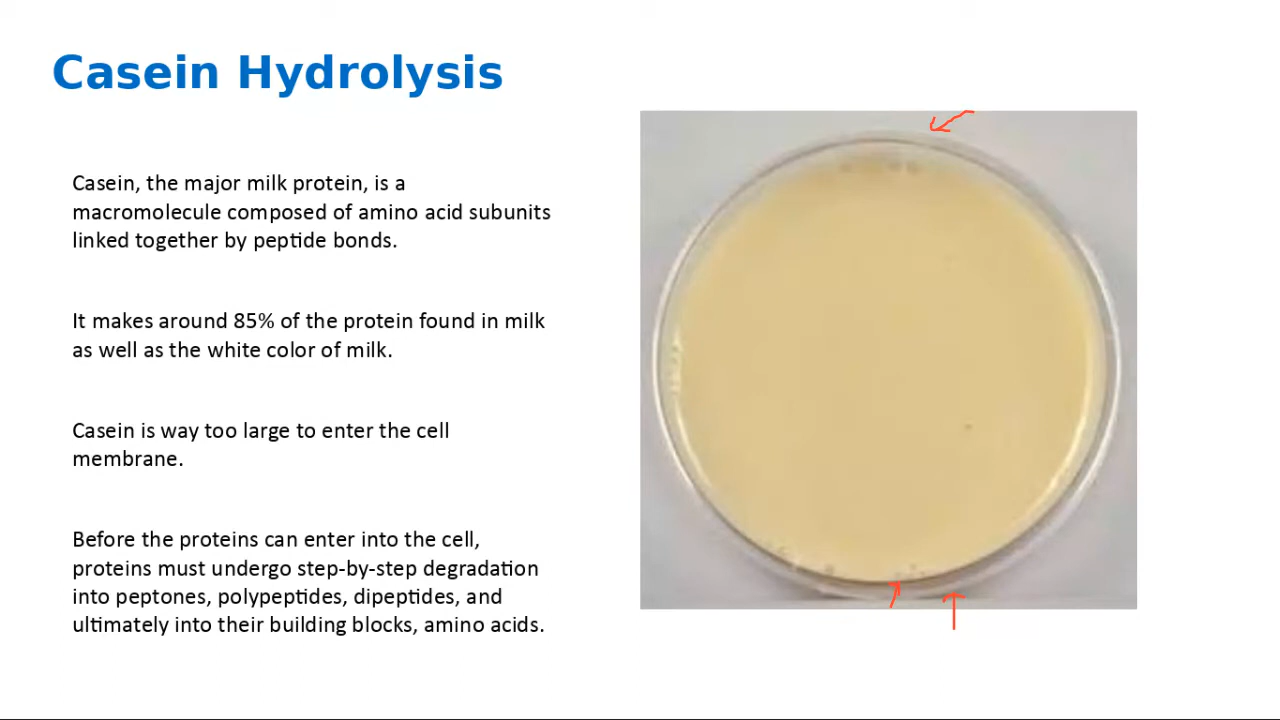 Casein Hydrolysis
Casein, the major milk protein, is a
macromolecule composed of amino acid subunits
linked together by peptide bonds.
It makes around 85% of the protein found in milk
as well as the white color of milk.
Casein is way too large to enter the cell
membrane.
Before the proteins can enter into the cell,
proteins must undergo step-by-step degradation
into peptones, polypeptides, dipeptides, and
ultimately into their building blocks, amino acids.